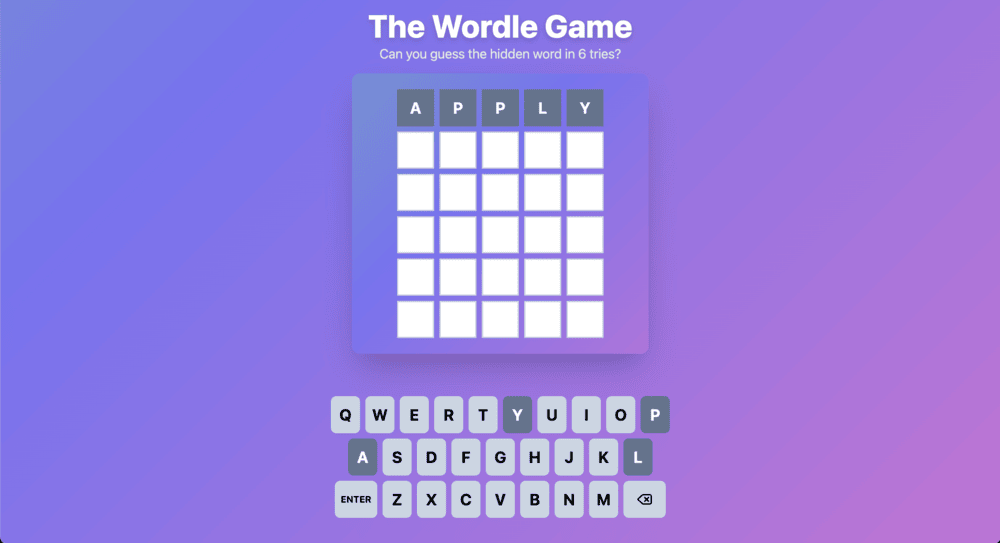 The Wordle Game
Can you guess the hidden word in 6 tries?
A P P L Y
Q W E R T Y U I O P
A S D F G H J K L
ENTER Z X C V B N M